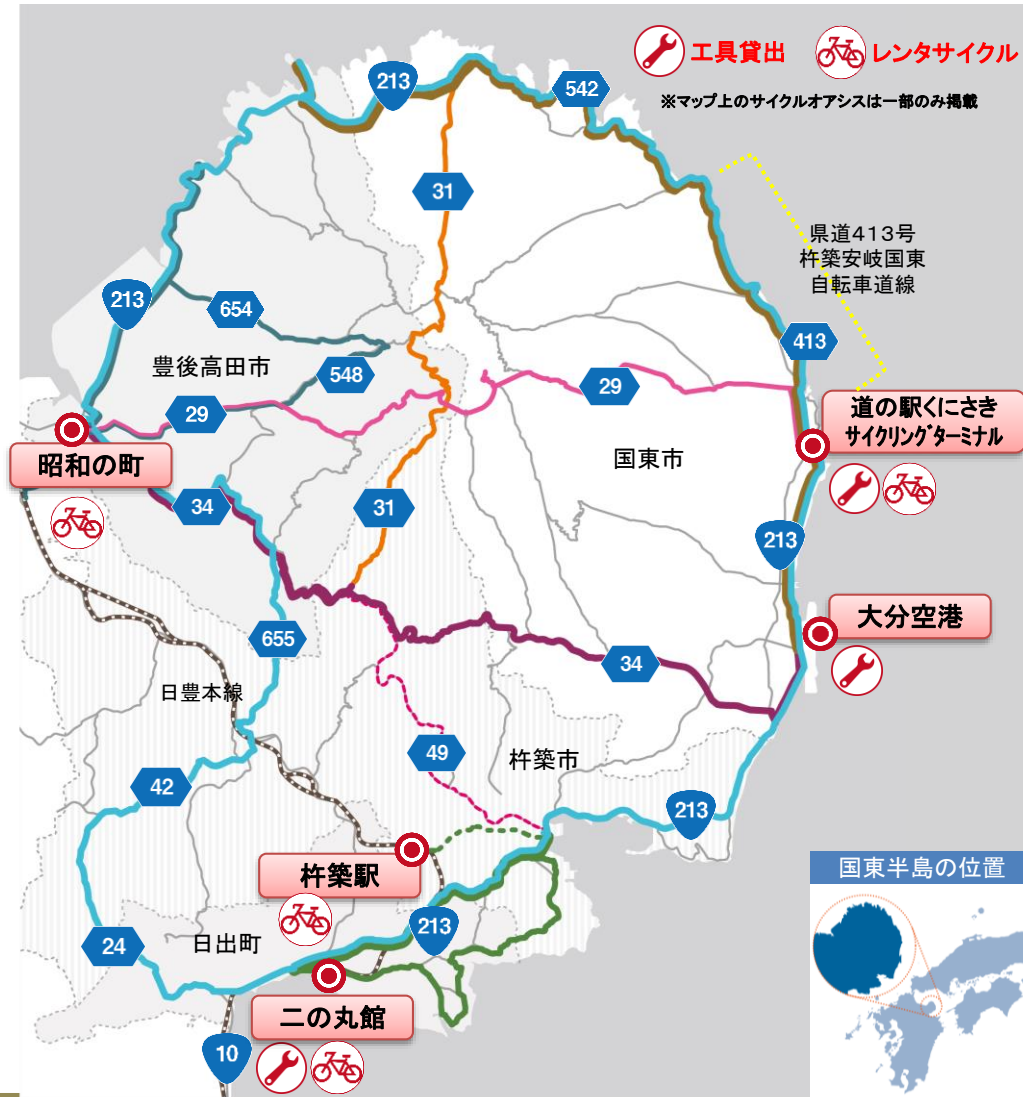 工具貸出
レンタサイクル
※マップ上のサイクルオアシスは一部のみ掲載
213
542
31
県道413号
杵築安岐国東
自転車道線
213
654
413
豊後高田市
548
29
29
道の駅くにさき
サイクリングターミナル
昭和の町
国東市
34
31
213
大分空港
655
34
日豊本線
49
杵築市
42
213
杵築駅
国東半島の位置
213
24
日出町
二の丸館
10